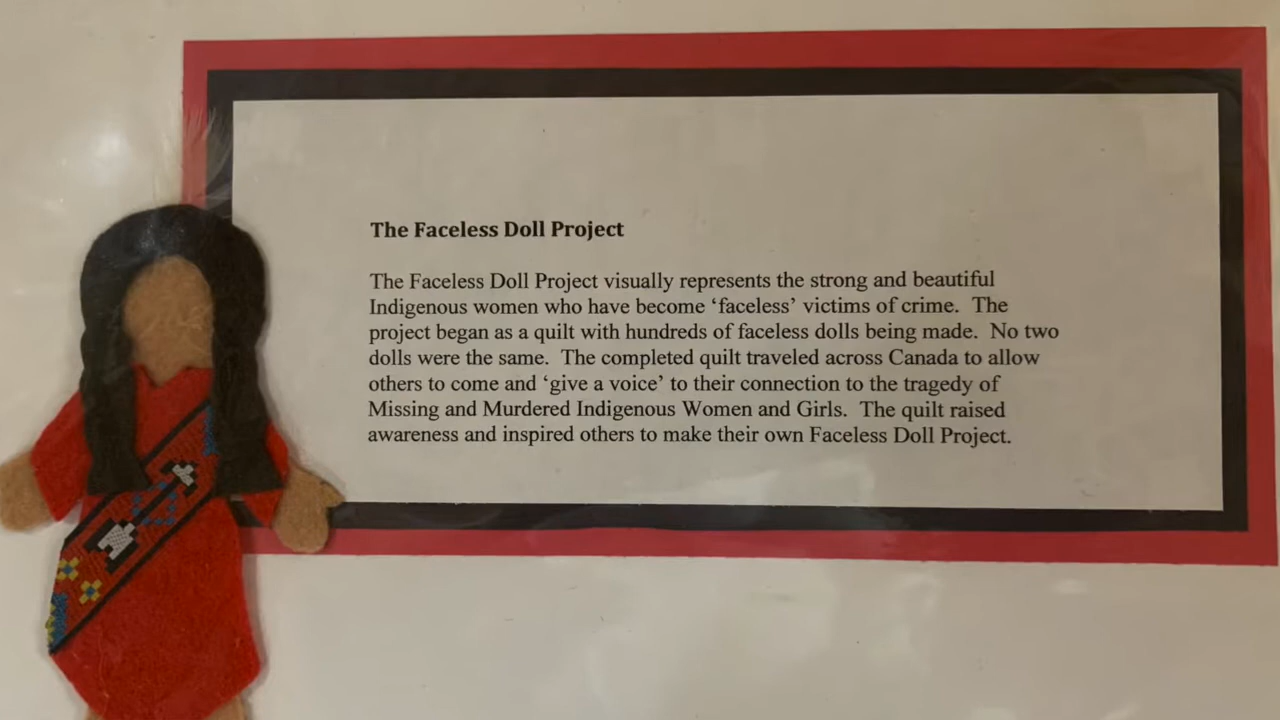 The Faceless Doll Project
The Faceless Doll Project visually represents the strong and beautiful
Indigenous women who have become ‘faceless’ victims of crime.  The
project began as a quilt with hundreds of faceless dolls being made.  No two
dolls were the same.  The completed quilt traveled across Canada to allow
others to come and ‘give a voice’ to their connection to the tragedy of
Missing and Murdered Indigenous Women and Girls.  The quilt raised
awareness and inspired others to make their own Faceless Doll Project.